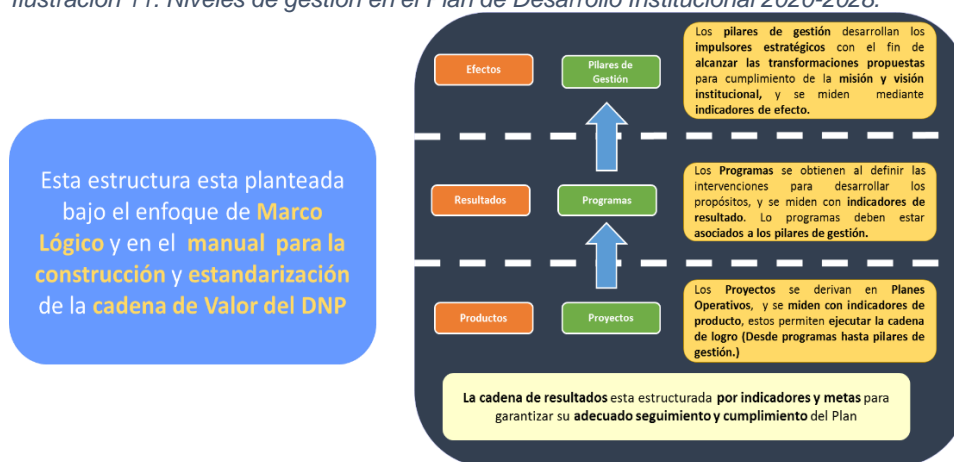 Ilustración 11. Niveles de gestión en el Plan de Desarrollo Institucional 2020-2028.
Esta estructura esta planteada
bajo el enfoque de Marco
Lógico y en el manual para la
construcción y estandarización
de la cadena de Valor del DNP
Efectos
Pilares de
Gestión
Los pilares de gestión desarrollan los
impulsores estratégicos con el fin de
alcanzar las transformaciones propuestas
para cumplimiento de la misión y visión
institucional, y se miden mediante
indicadores de efecto.
Resultados
Programas
Los Programas se obtienen al definir las
intervenciones para desarrollar los
propósitos, y se miden con indicadores de
resultado. Lo programas deben estar
asociados a los pilares de gestión.
Productos
Proyectos
Los Proyectos se derivan en Planes
Operativos, y se miden con indicadores de
producto, estos permiten ejecutar la cadena
de logro (Desde programas hasta pilares de
gestión.)
La cadena de resultados esta estructurada por indicadores y metas para
garantizar su adecuado seguimiento y cumplimiento del Plan